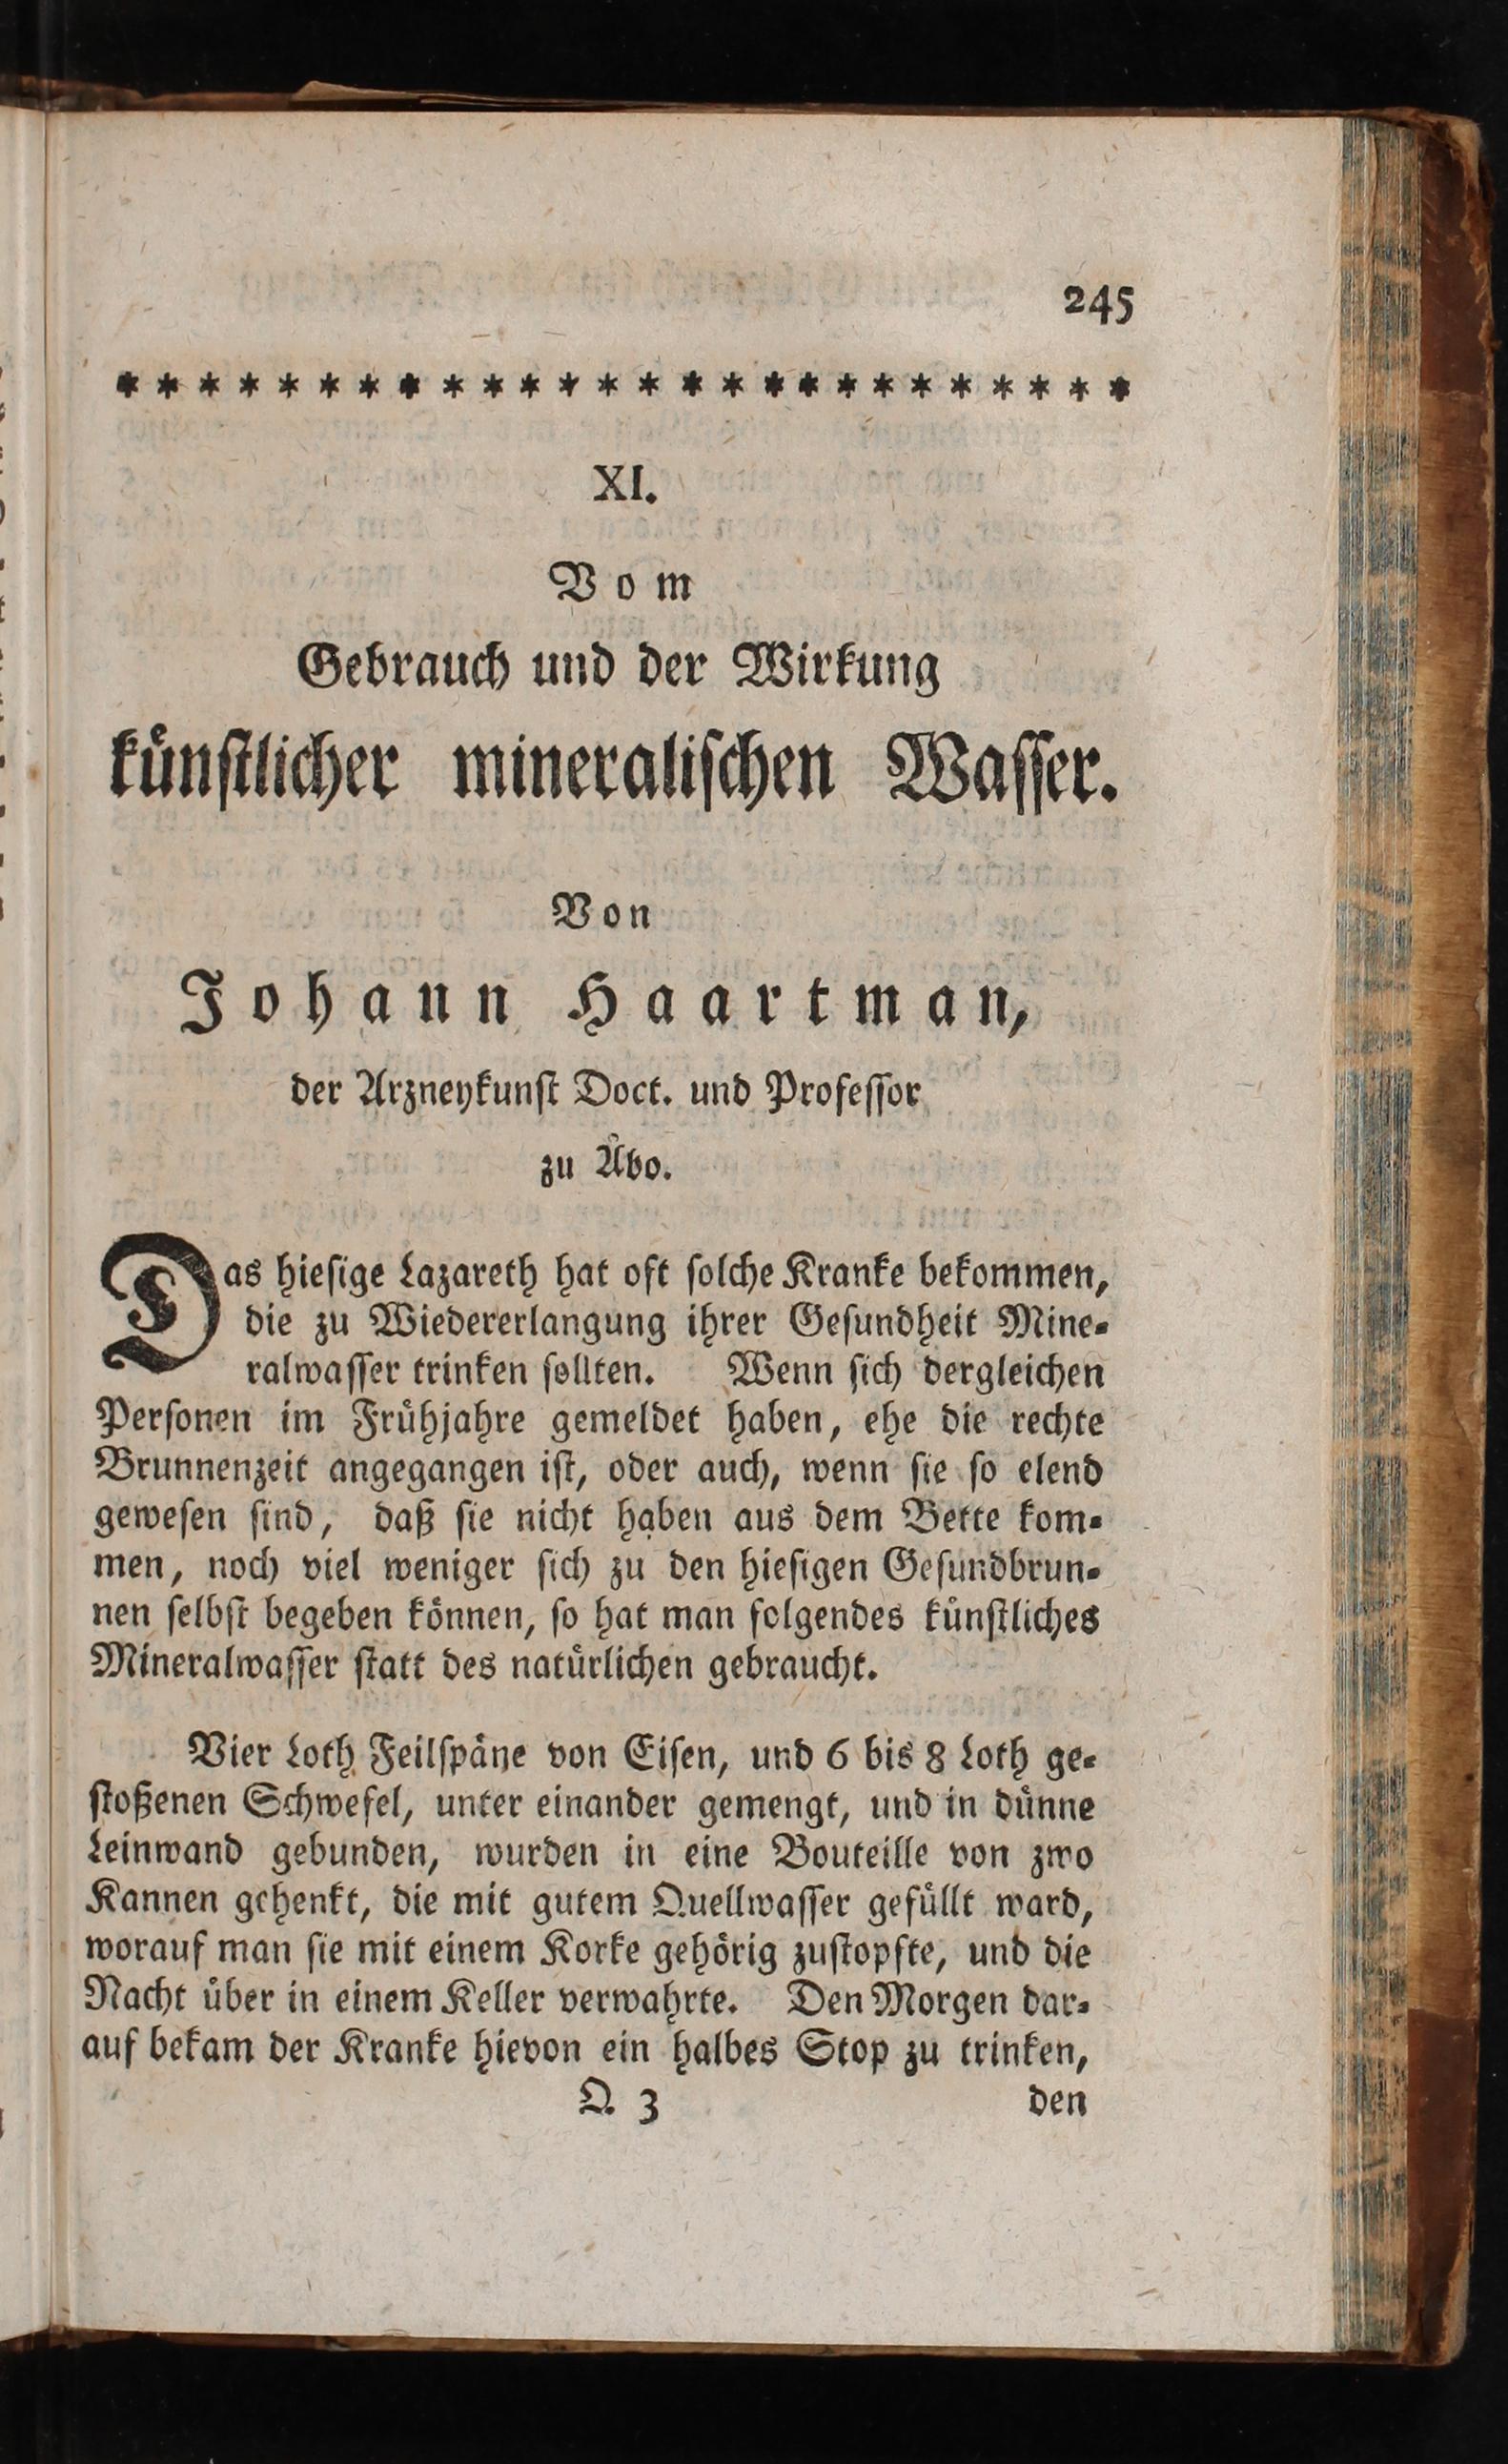 245
* * * * * * * * * * * * * * * * * * * * * * * * * *
XI.
Vom
Gebrauch und der Wirkung
künstlicher mineralischen Wasser.
Von
Johann Haartman,
der Arzneykunst Doct. und Professor
zu Åbo.
Das hiesige Lazareth hat oft solche Kranke bekommen,
die zu Wiedererlangung ihrer Gesundheit Mine-
ralwasser trinken sollten. Wenn sich dergleichen
Personen im Frühjahre gemeldet haben, ehe die rechte
Brunnenzeit angegangen ist, oder auch, wenn sie so elend
gewesen sind, daß sie nicht haben aus dem Bette kom-
men, noch viel weniger sich zu den hiesigen Gesundbrun-
nen selbst begeben können, so hat man folgendes künstliches
Mineralwasser statt des natürlichen gebraucht.
Vier Loth Feilspäne von Eisen, und 6 bis 8 Loth ge-
stoßenen Schwefel, unter einander gemengt, und in dünne
Leinwand gebunden, wurden in eine Bouteille von zwo
Kannen gehenkt, die mit gutem Quellwasser gefüllt ward,
worauf man sie mit einem Korke gehörig zustopfte, und die
Nacht über in einem Keller verwahrte. Den Morgen dar-
auf bekam der Kranke hievon ein halbes Stop zu trinken,
Q 3 den